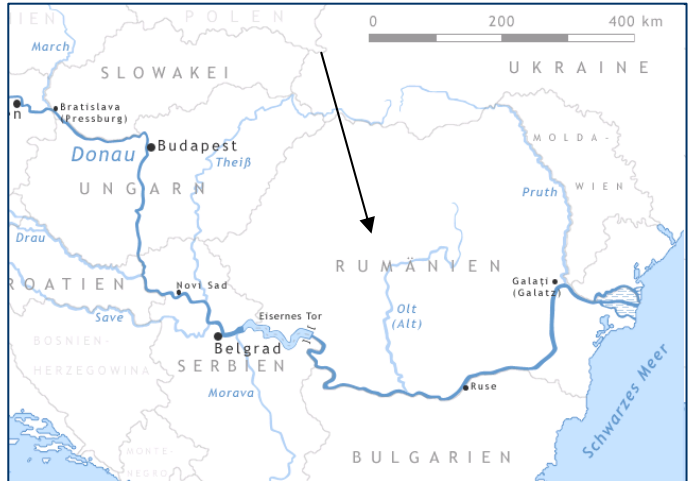 IEN
POLEN
0
200
400 km
March
SLOWAKEI
UKRAINE
n
Bratislava
(Pressburg)
MOLDA-
Donau
Budapest
Theiß
UNGARN
Pruth
WIEN
Drau
RUMÄNIEN
ROATIEN
Novi Sad
Galați
(Galatz)
Save
Eisernes Tor
Olt
(Alt)
BOSNIEN-
Belgrad
HERZEGOWINA
SERBIEN
Schwarzes Meer
Morava
Ruse
MONTE-
NEGRO
BULGARIEN